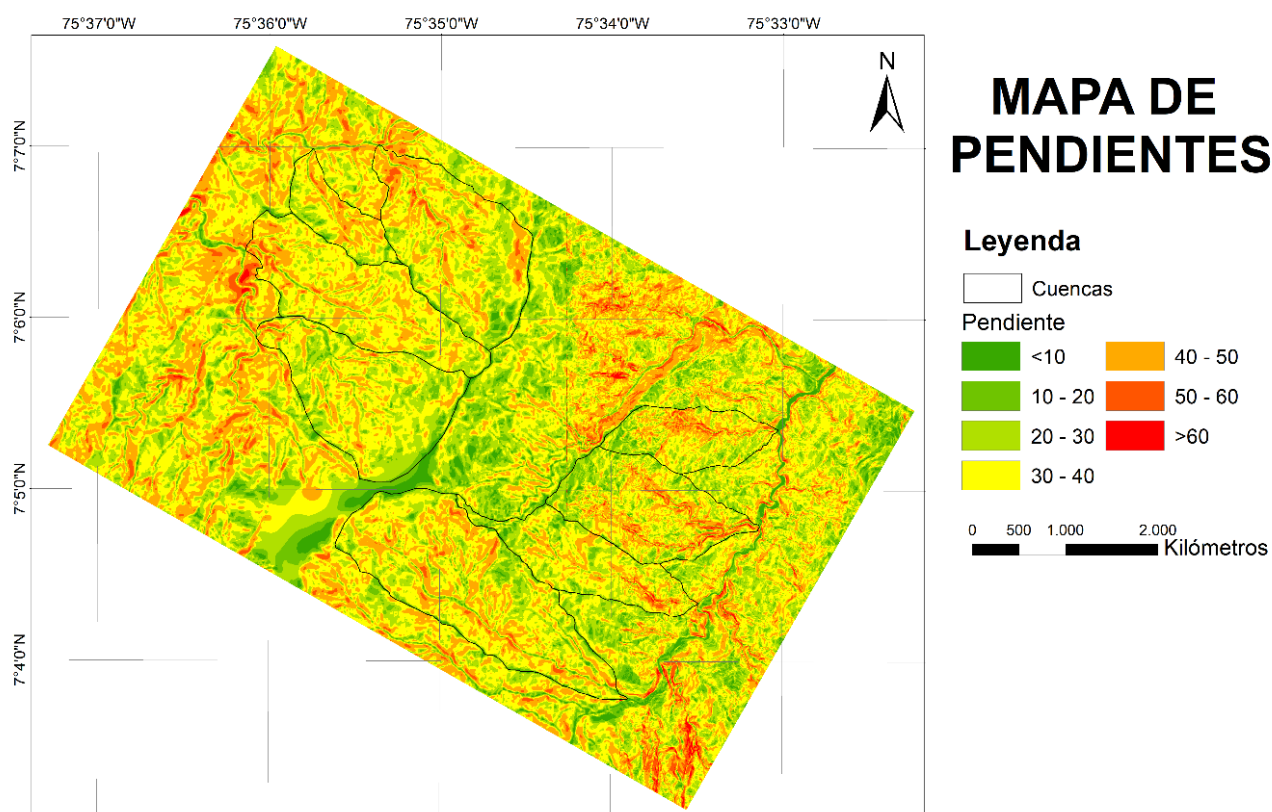 75°37'0"W 75°36'0"W 75°35'0"W 75°34'0"W 75°33'0"W
7°7'0"N
7°6'0"N
7°5'0"N
7°4'0"N
N
MAPA DE
PENDIENTES
Leyenda
Cuencas
Pendiente
<10 40 - 50
10 - 20 50 - 60
20 - 30 >60
30 - 40
0 500 1.000 2.000
Kilómetros